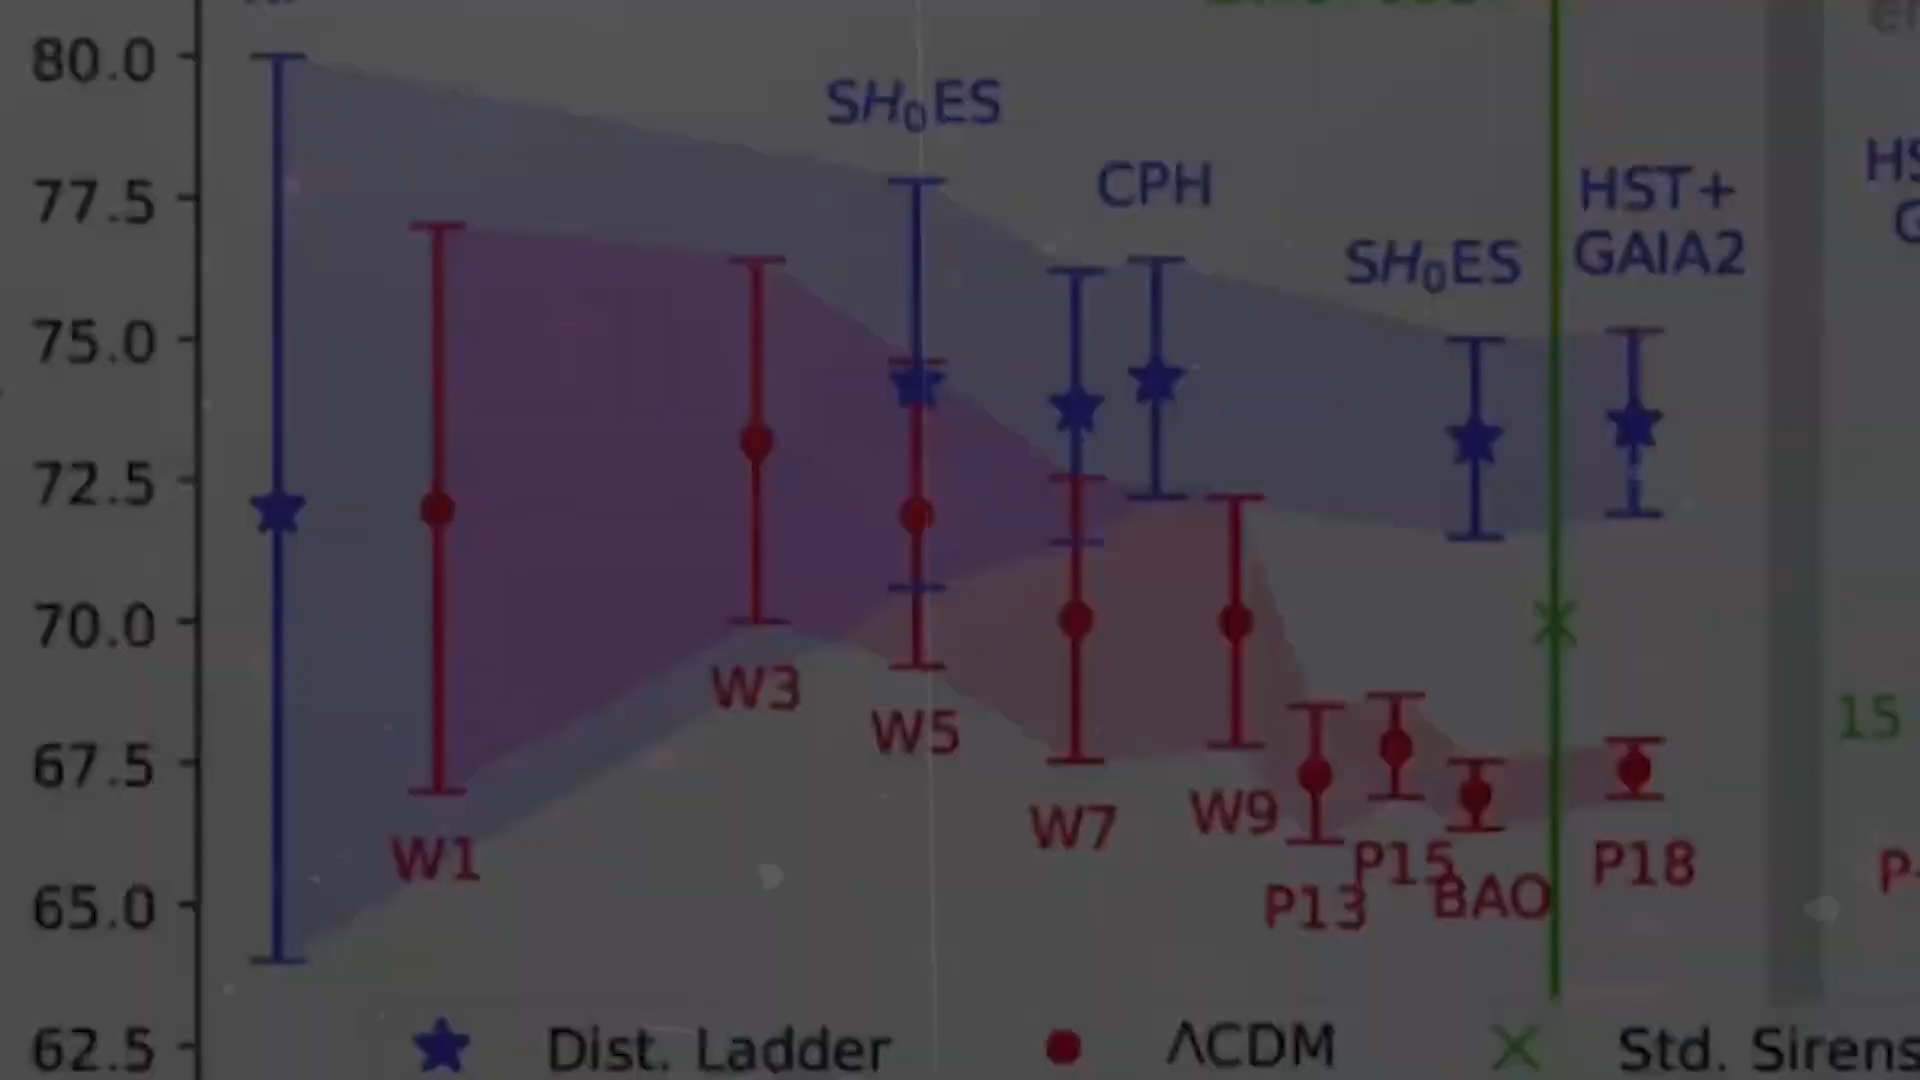 80.0
77.5
75.0
72.5
70.0
67.5
65.0
62.5
SH₀ES
CPH
SH₀ES
HST+
GAIA2
W1
W3
W5
W7
W9
P13
P15
BAO
P18
15
Dist. Ladder
ΛCDM
Std. Sirens